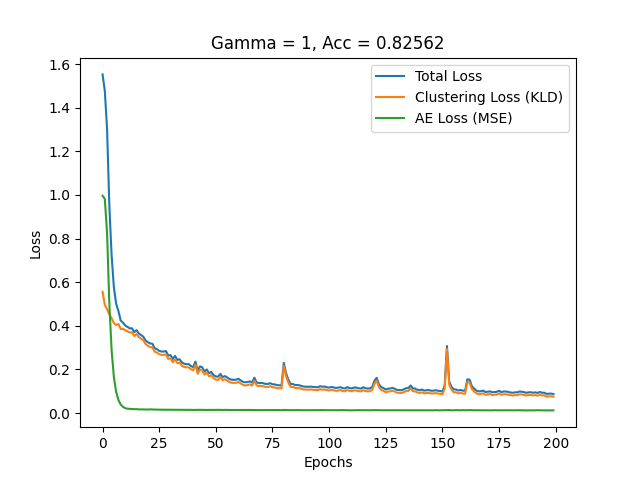 Gamma = 1, Acc = 0.82562
Total Loss
Clustering Loss (KLD)
AE Loss (MSE)
1.6
1.4
1.2
1.0
0.8
0.6
0.4
0.2
0.0
Loss
0 25 50 75 100 125 150 175 200
Epochs